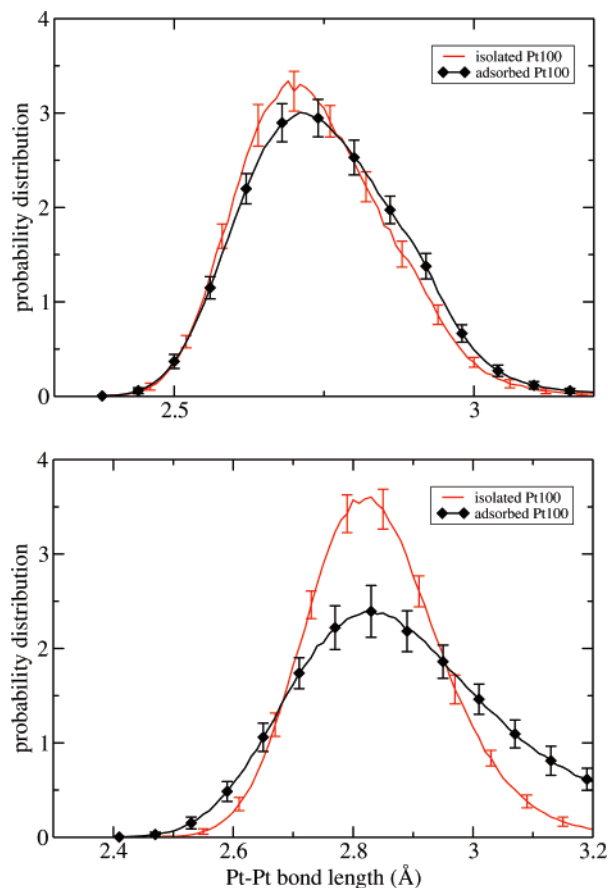 4
3
2
1
0
probability distribution
isolated Pt100
adsorbed Pt100
2.5
3
4
3
2
1
0
probability distribution
isolated Pt100
adsorbed Pt100
2.4
2.6
2.8
3
3.2
Pt-Pt bond length (Å)